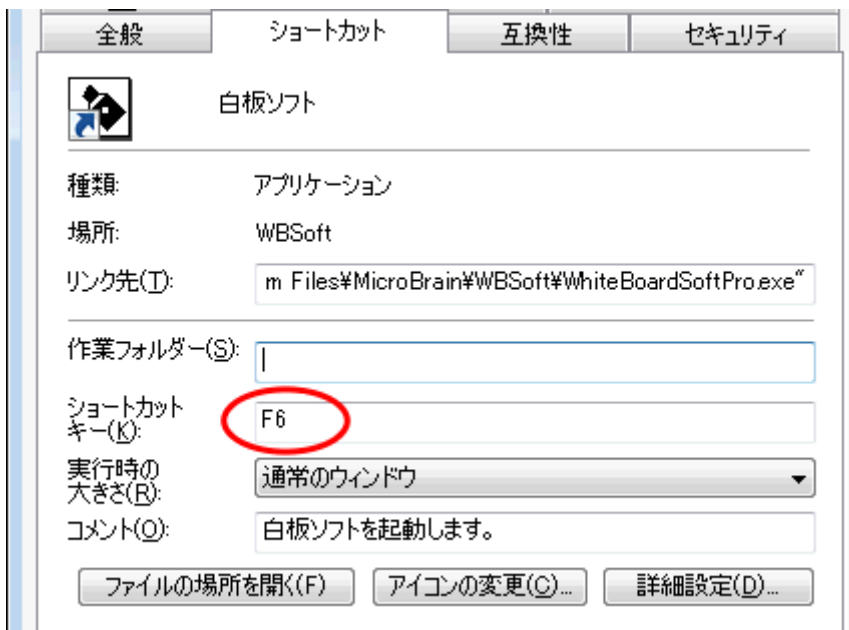 全般 ショートカット 互換性 セキュリティ
白板ソフト
種類: アプリケーション
場所: WBSoft
リンク先(T): m Files¥MicroBrain¥WBSoft¥WhiteBoardSoftPro.exe"
作業フォルダー(S):
ショートカット
キー(K): F6
実行時の
大きさ(R): 通常のウィンドウ
コメント(O): 白板ソフトを起動します。
ファイルの場所を開く(F) アイコンの変更(C)... 詳細設定(D)...